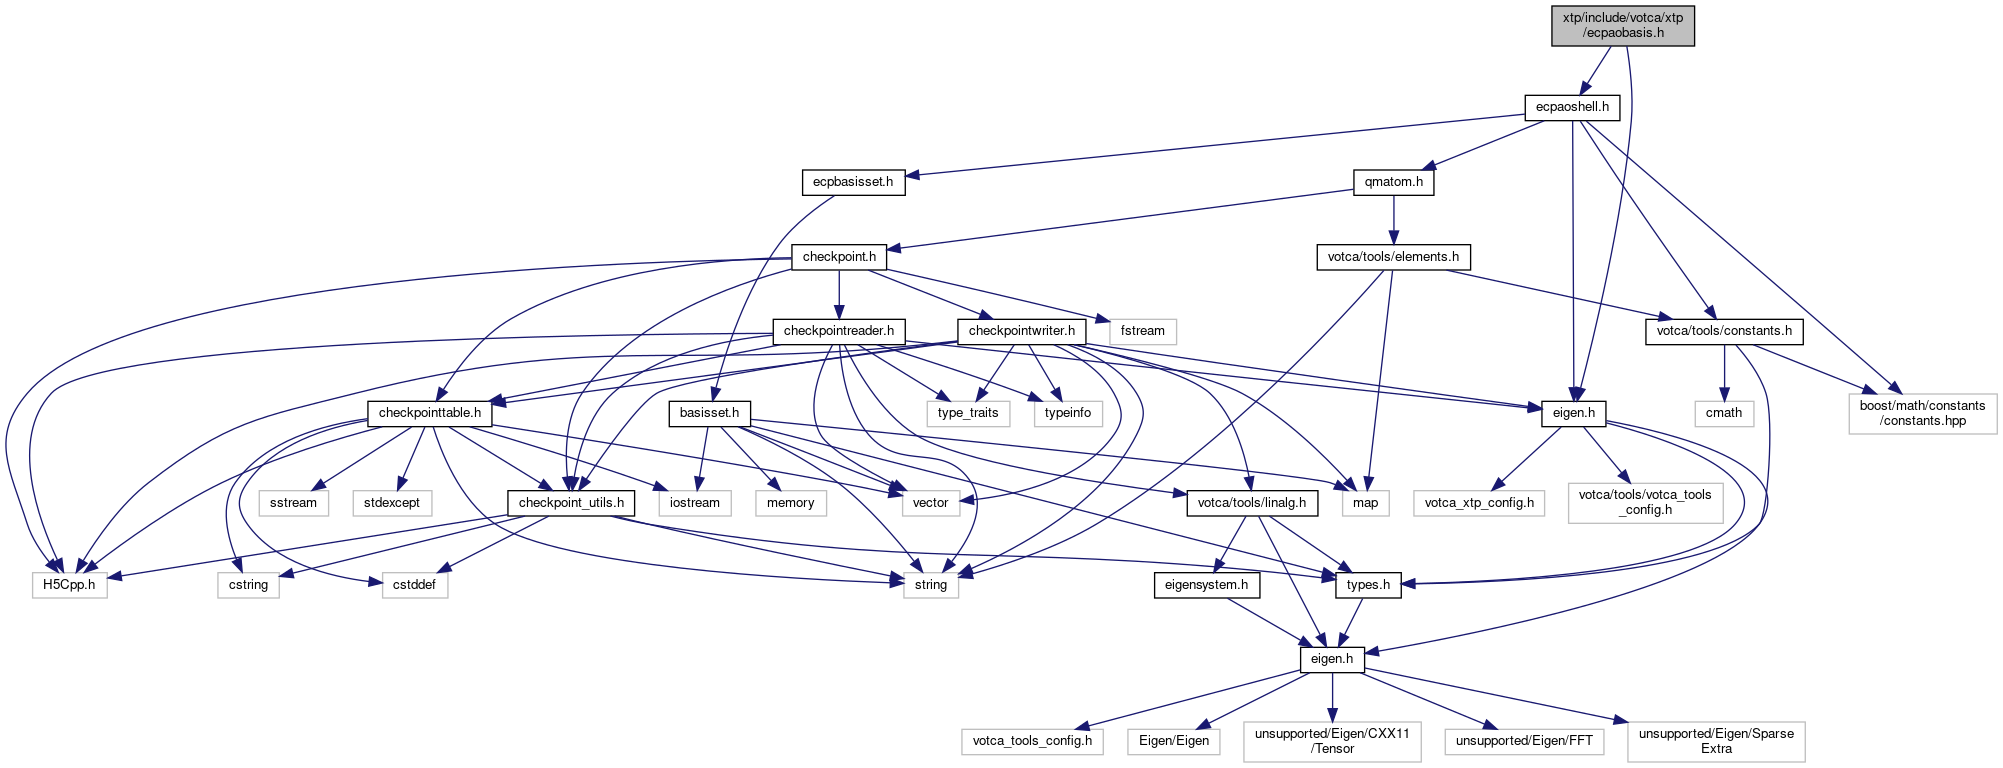 xtp/include/votca/xtp
/ecpaobasis.h
ecpaoshell.h
ecpbasisset.h
qmatom.h
checkpoint.h
votca/tools/elements.h
checkpointreader.h
checkpointwriter.h
fstream
votca/tools/constants.h
checkpointtable.h
basisset.h
type_traits
typeinfo
eigen.h
cmath
boost/math/constants
/constants.hpp
sstream
stdexcept
checkpoint_utils.h
iostream
memory
vector
votca/tools/linalg.h
map
votca_xtp_config.h
votca/tools/votca_tools
_config.h
H5Cpp.h
cstring
cstddef
string
eigensystem.h
types.h
eigen.h
votca_tools_config.h
Eigen/Eigen
unsupported/Eigen/CXX11
/Tensor
unsupported/Eigen/FFT
unsupported/Eigen/Sparse
Extra